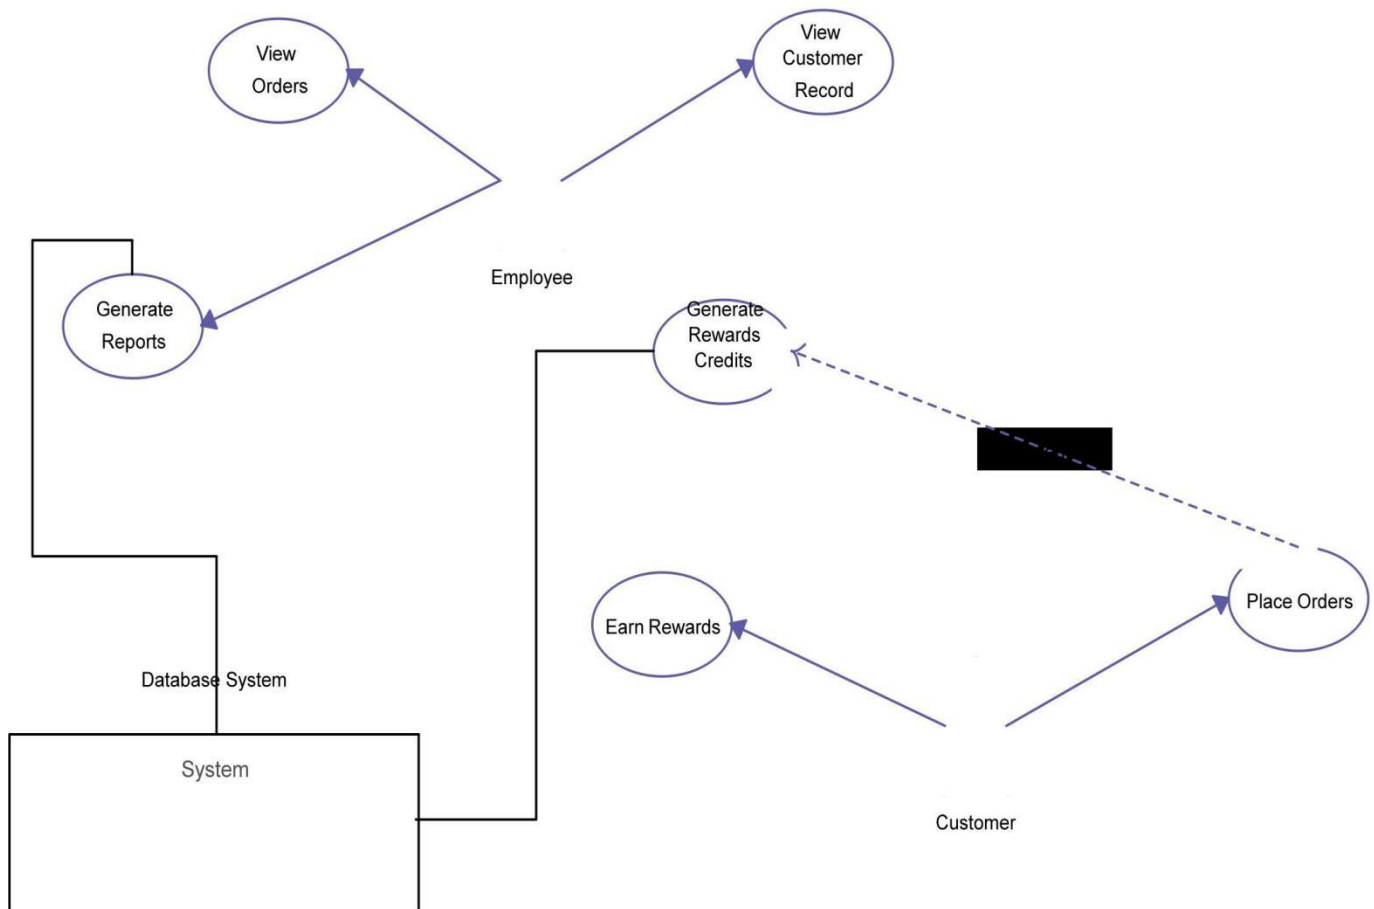 View
Orders
View
Customer
Record
Employee
Generate
Reports
Generate
Rewards
Credits
Earn Rewards
Place Orders
Database System
System
Customer